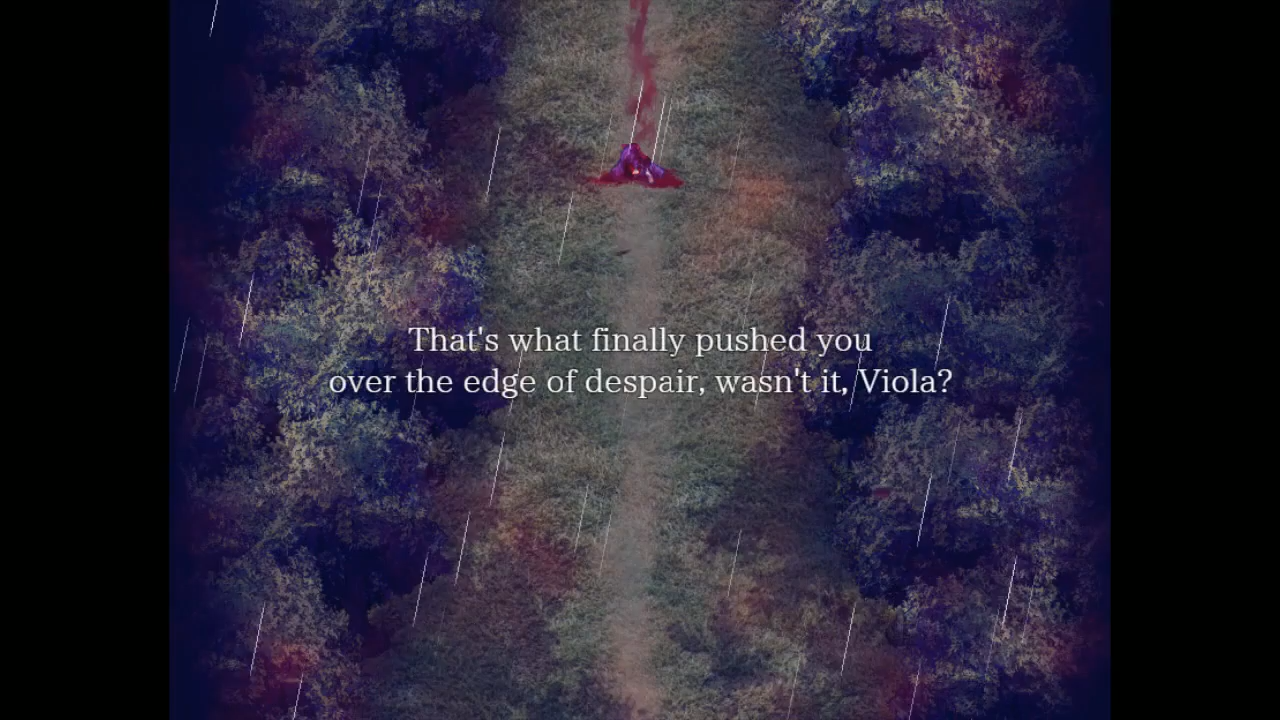 That's what finally pushed you
over the edge of despair, wasn't it, Viola?